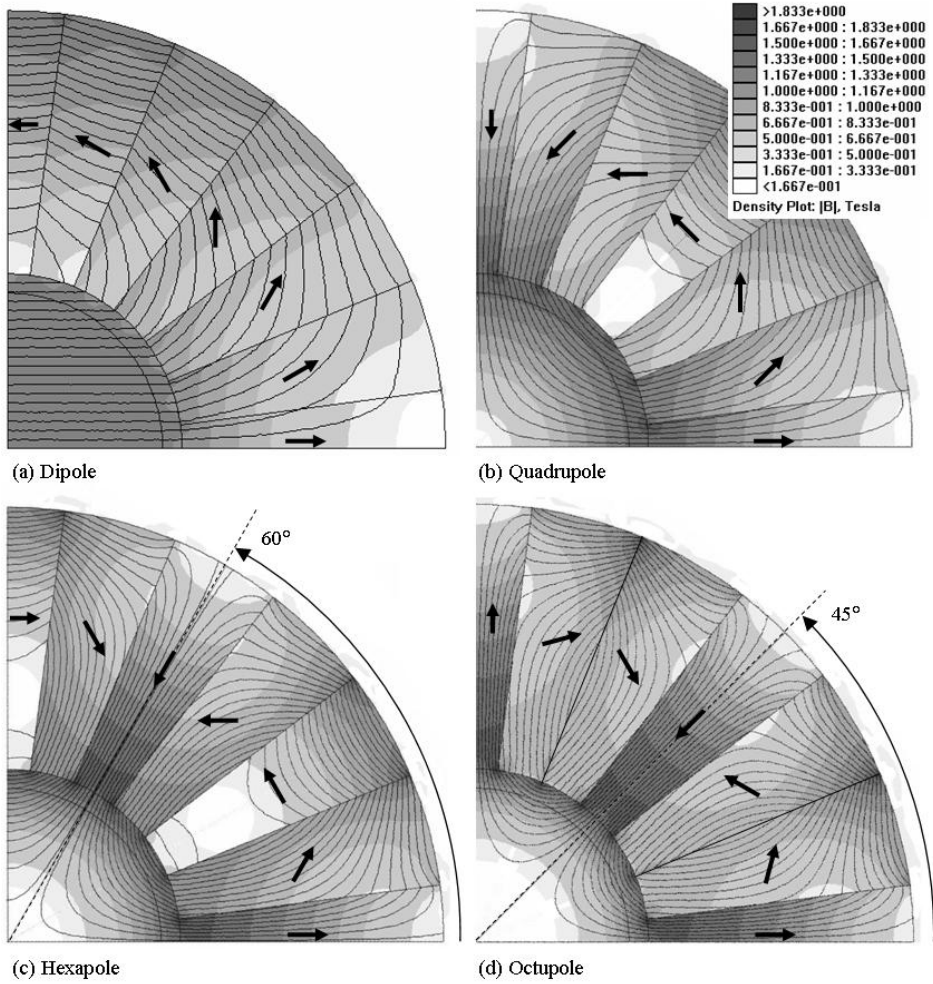 >1.833e+000
1.667e+000 : 1.833e+000
1.500e+000 : 1.667e+000
1.333e+000 : 1.500e+000
1.167e+000 : 1.333e+000
1.000e+000 : 1.167e+000
8.333e-001 : 1.000e+000
6.667e-001 : 8.333e-001
5.000e-001 : 6.667e-001
3.333e-001 : 5.000e-001
1.667e-001 : 3.333e-001
<1.667e-001
Density Plot: |B|, Tesla
(a) Dipole
(b) Quadrupole
60°
45°
(c) Hexapole
(d) Octupole